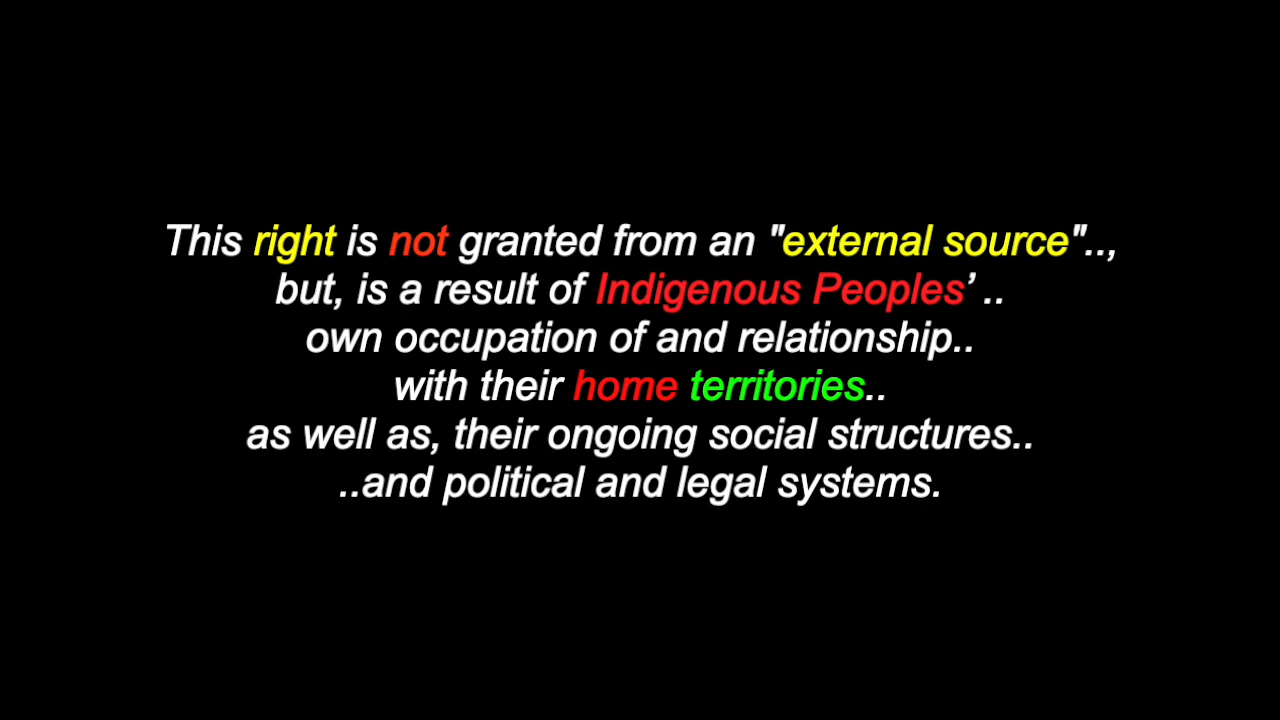 This right is not granted from an "external source"..,
but, is a result of Indigenous Peoples’ ..
own occupation of and relationship..
with their home territories..
as well as, their ongoing social structures..
..and political and legal systems.